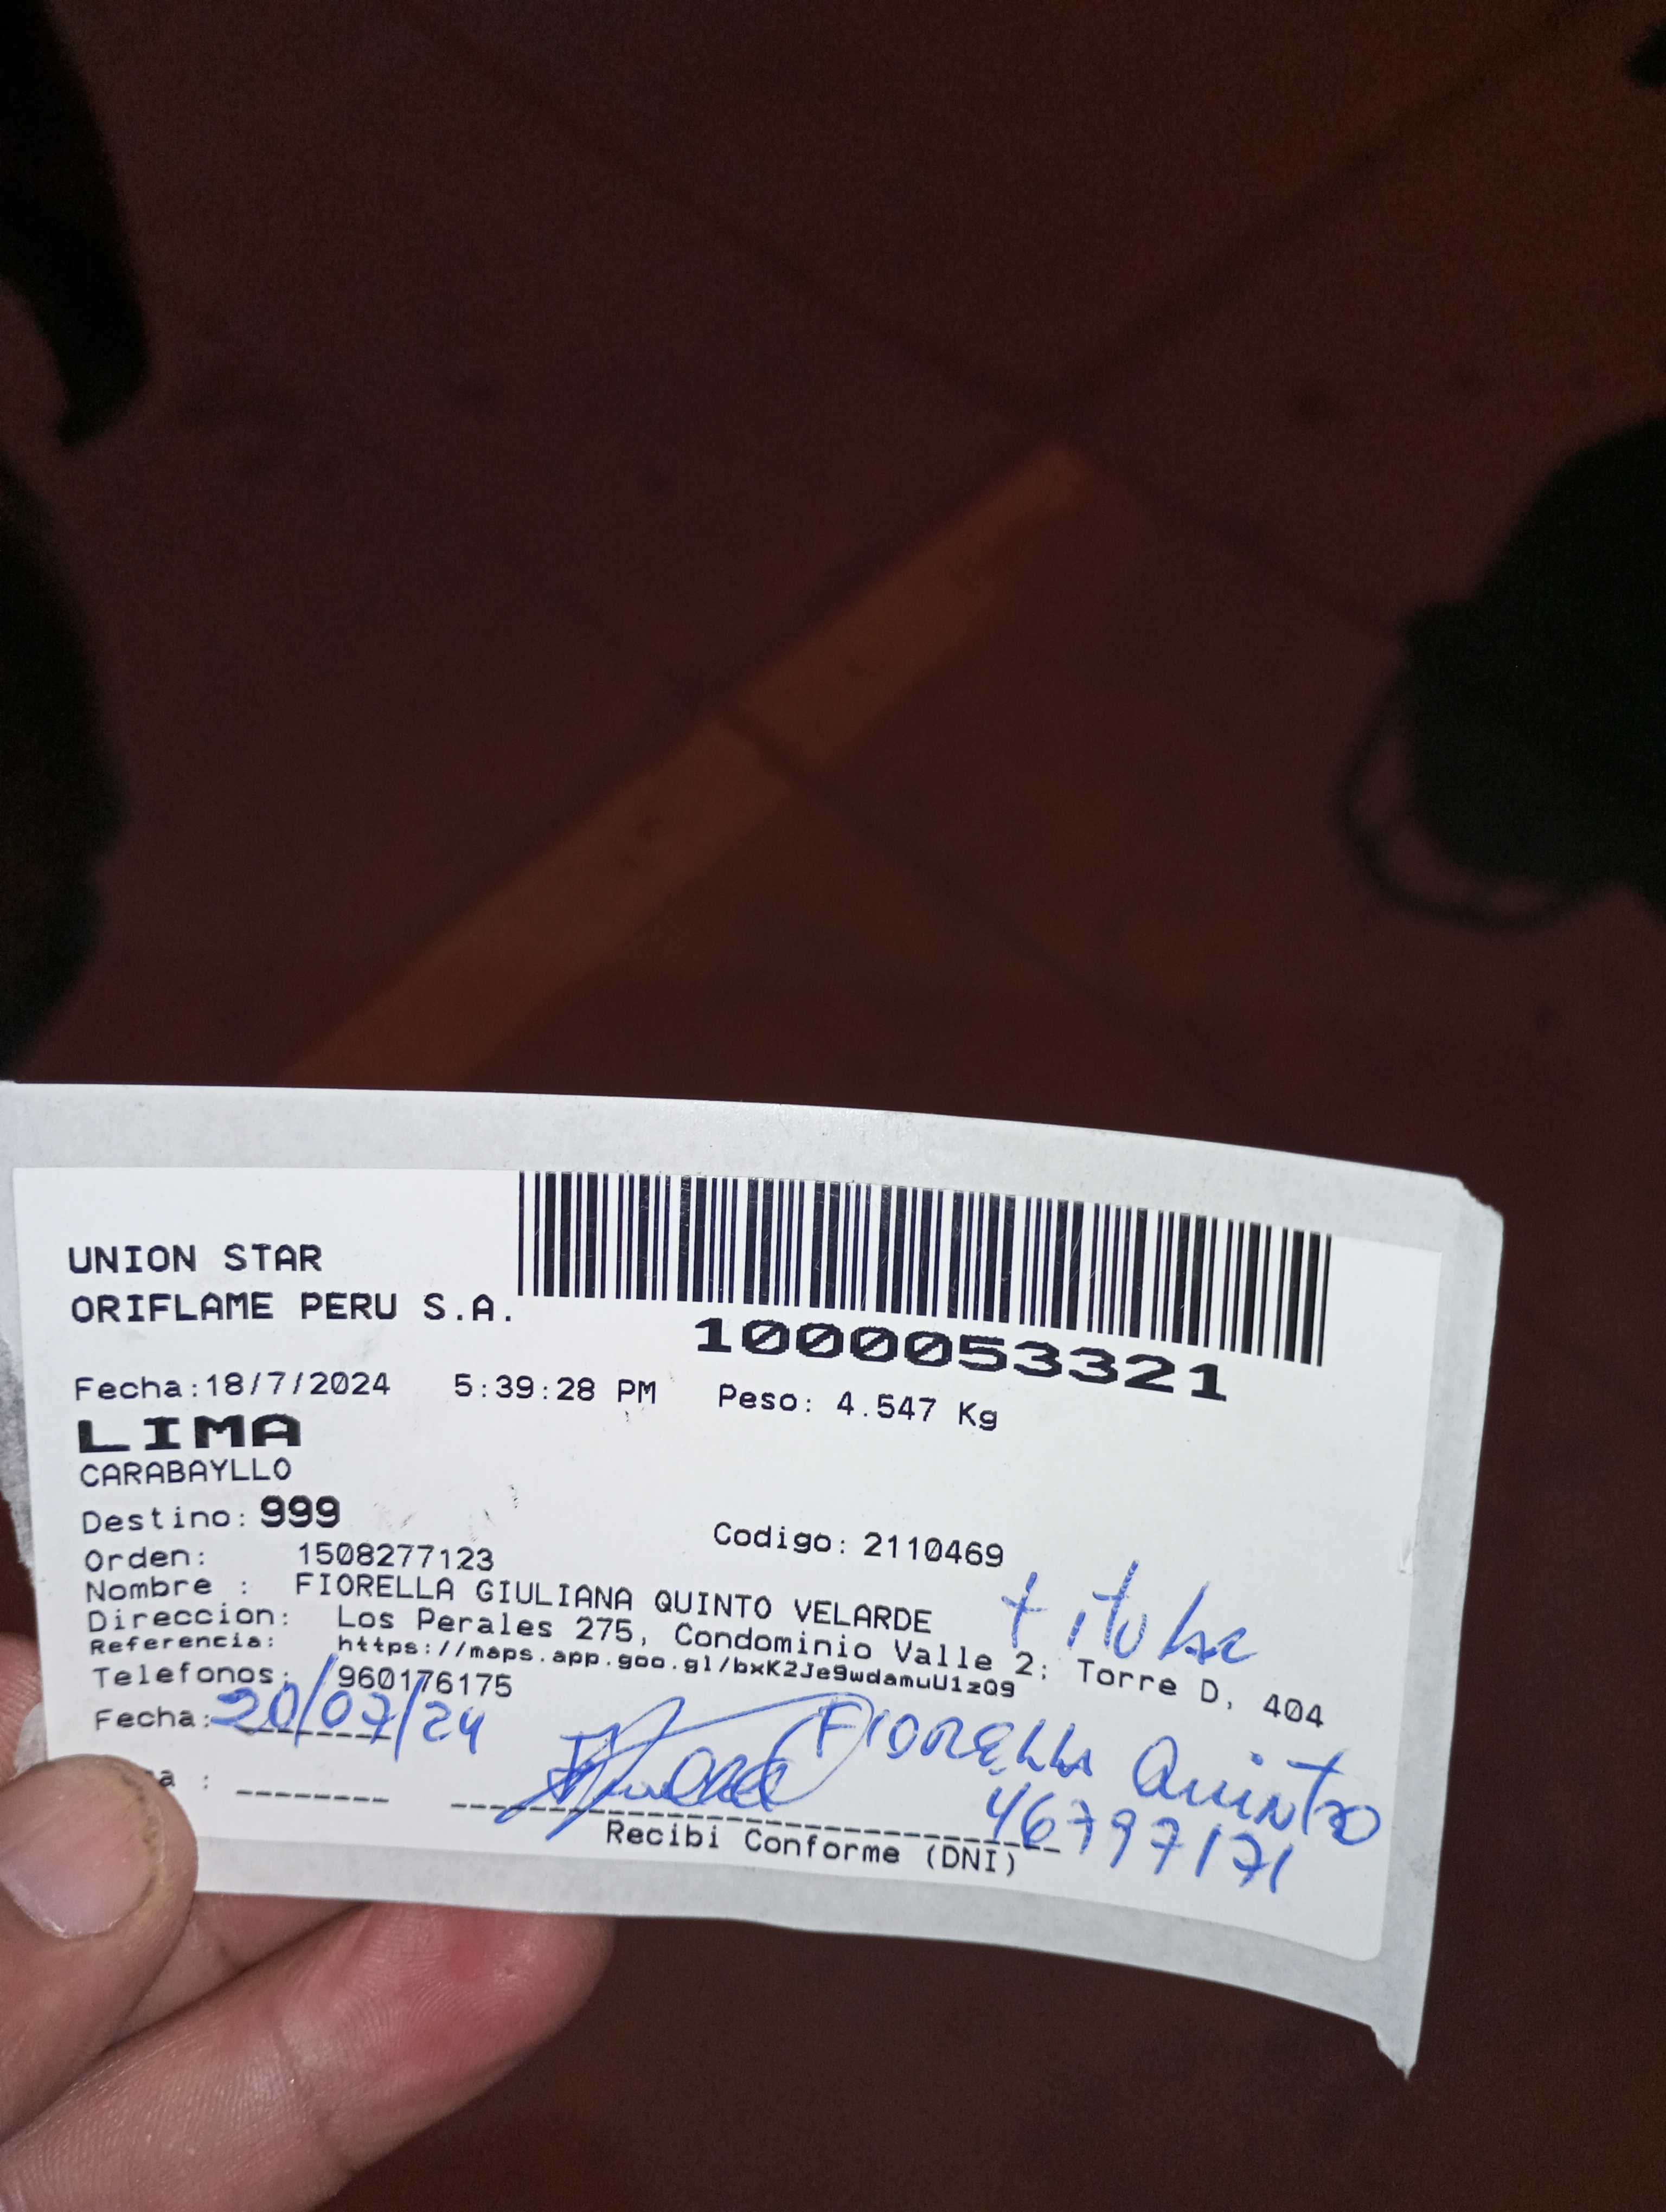 UNION STAR
ORIFLAME PERU S.A.
1000053321
Fecha:18/7/2024 5:39:28 PM Peso: 4.547 Kg
LIMA
CARABAYLLO
Destino: 999
Codigo: 2110469
Orden: 1508277123
Nombre : FIORELLA GIULIANA QUINTO VELARDE
titular
Direccion: Los Perales 275, Condominio Valle 2; Torre D, 404
Referencia: https://maps.app.goo.gl/bxK2Je9wdamuU1zQ9
Telefonos: 960176175
Fecha: 20/07/24
FIORELLA Quinto
46797171
a :
Recibi Conforme (DNI)